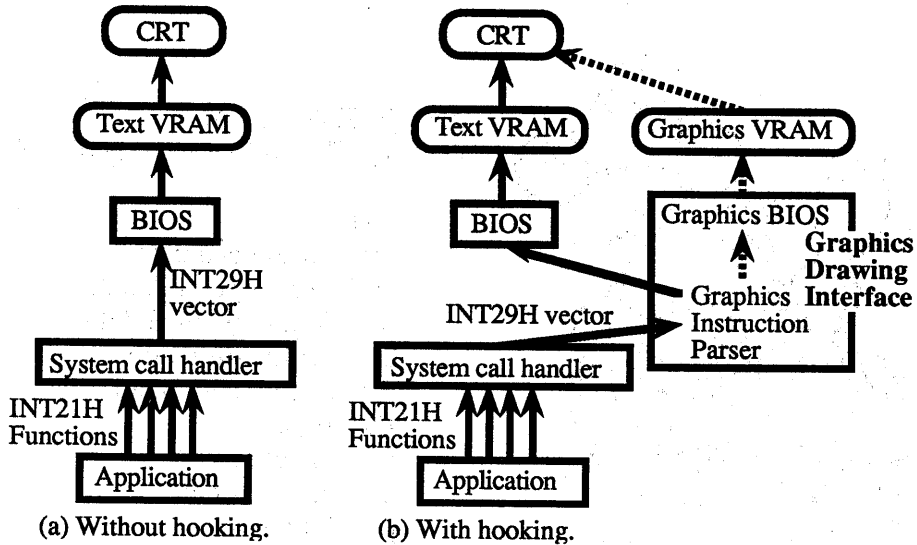 CRT
Text VRAM
BIOS
INT29H
vector
System call handler
INT21H
Functions
Application
(a) Without hooking.
CRT
Text VRAM
Graphics VRAM
BIOS
Graphics BIOS
Graphics
Drawing
Interface
Graphics
Instruction
Parser
INT29H vector
System call handler
INT21H
Functions
Application
(b) With hooking.